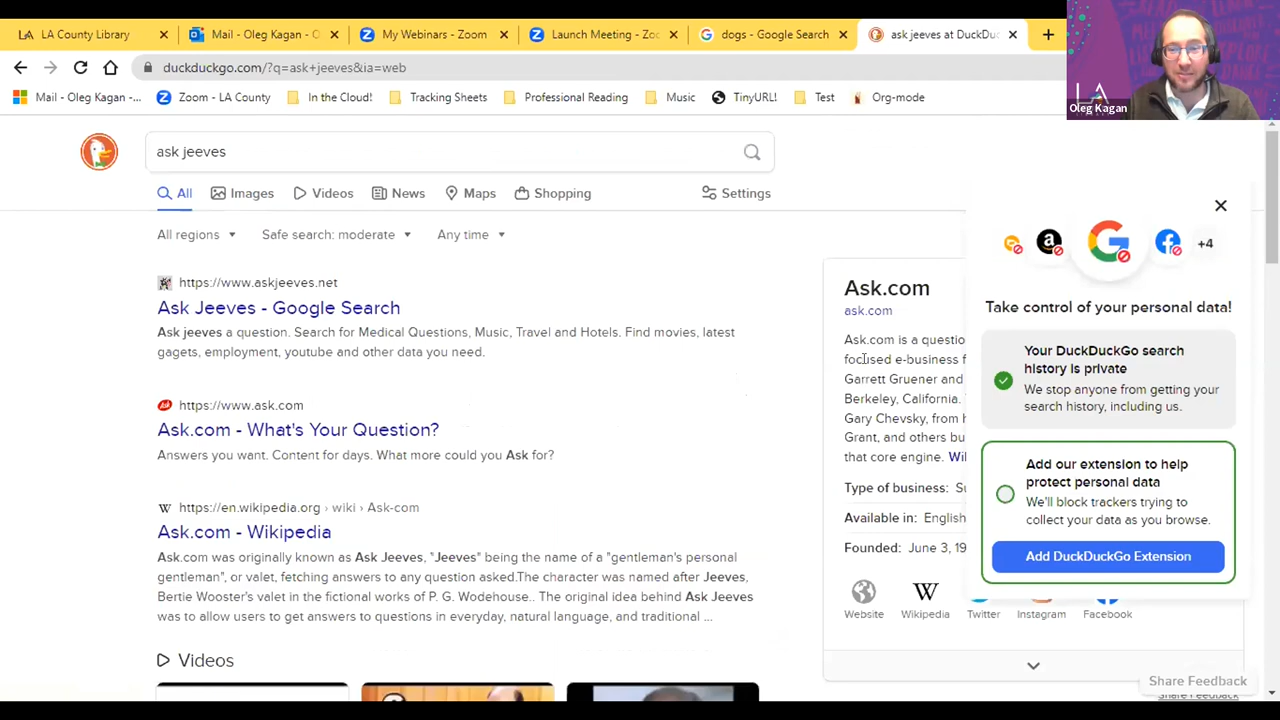 LA County Library
Mail - Oleg Kagan - O
My Webinars - Zoom
Launch Meeting - Zo
dogs - Google Search
ask jeeves at DuckDu
duckduckgo.com/?q=ask+jeeves&ia=web
Mail - Oleg Kagan -...
Zoom - LA County
In the Cloud!
Tracking Sheets
Professional Reading
Music
TinyURL!
Test
Org-mode
LA
Oleg Kagan
ask jeeves
All
Images
Videos
News
Maps
Shopping
Settings
All regions
Safe search: moderate
Any time
https://www.askjeeves.net
Ask Jeeves - Google Search
Ask jeeves a question. Search for Medical Questions, Music, Travel and Hotels. Find movies, latest
gagets, employment, youtube and other data you need.
https://www.ask.com
Ask.com - What's Your Question?
Answers you want. Content for days. What more could you Ask for?
https://en.wikipedia.org › wiki › Ask-com
Ask.com - Wikipedia
Ask.com was originally known as Ask Jeeves, "Jeeves" being the name of a "gentleman's personal
gentleman", or valet, fetching answers to any question asked.The character was named after Jeeves,
Bertie Wooster's valet in the fictional works of P. G. Wodehouse.. The original idea behind Ask Jeeves
was to allow users to get answers to questions in everyday, natural language, and traditional ...
Videos
Ask.com
ask.com
Ask.com is a questio
focused e-business f
Garrett Gruener and
Berkeley, California.
Gary Chevsky, from h
Grant, and others bu
that core engine. Wi
Type of business: Su
Available in: English
Founded: June 3, 19
Website
Wikipedia
Twitter
Instagram
Facebook
+4
Take control of your personal data!
Your DuckDuckGo search
history is private
We stop anyone from getting your
search history, including us.
Add our extension to help
protect personal data
We'll block trackers trying to
collect your data as you browse.
Add DuckDuckGo Extension
Share Feedback
Share Feedback